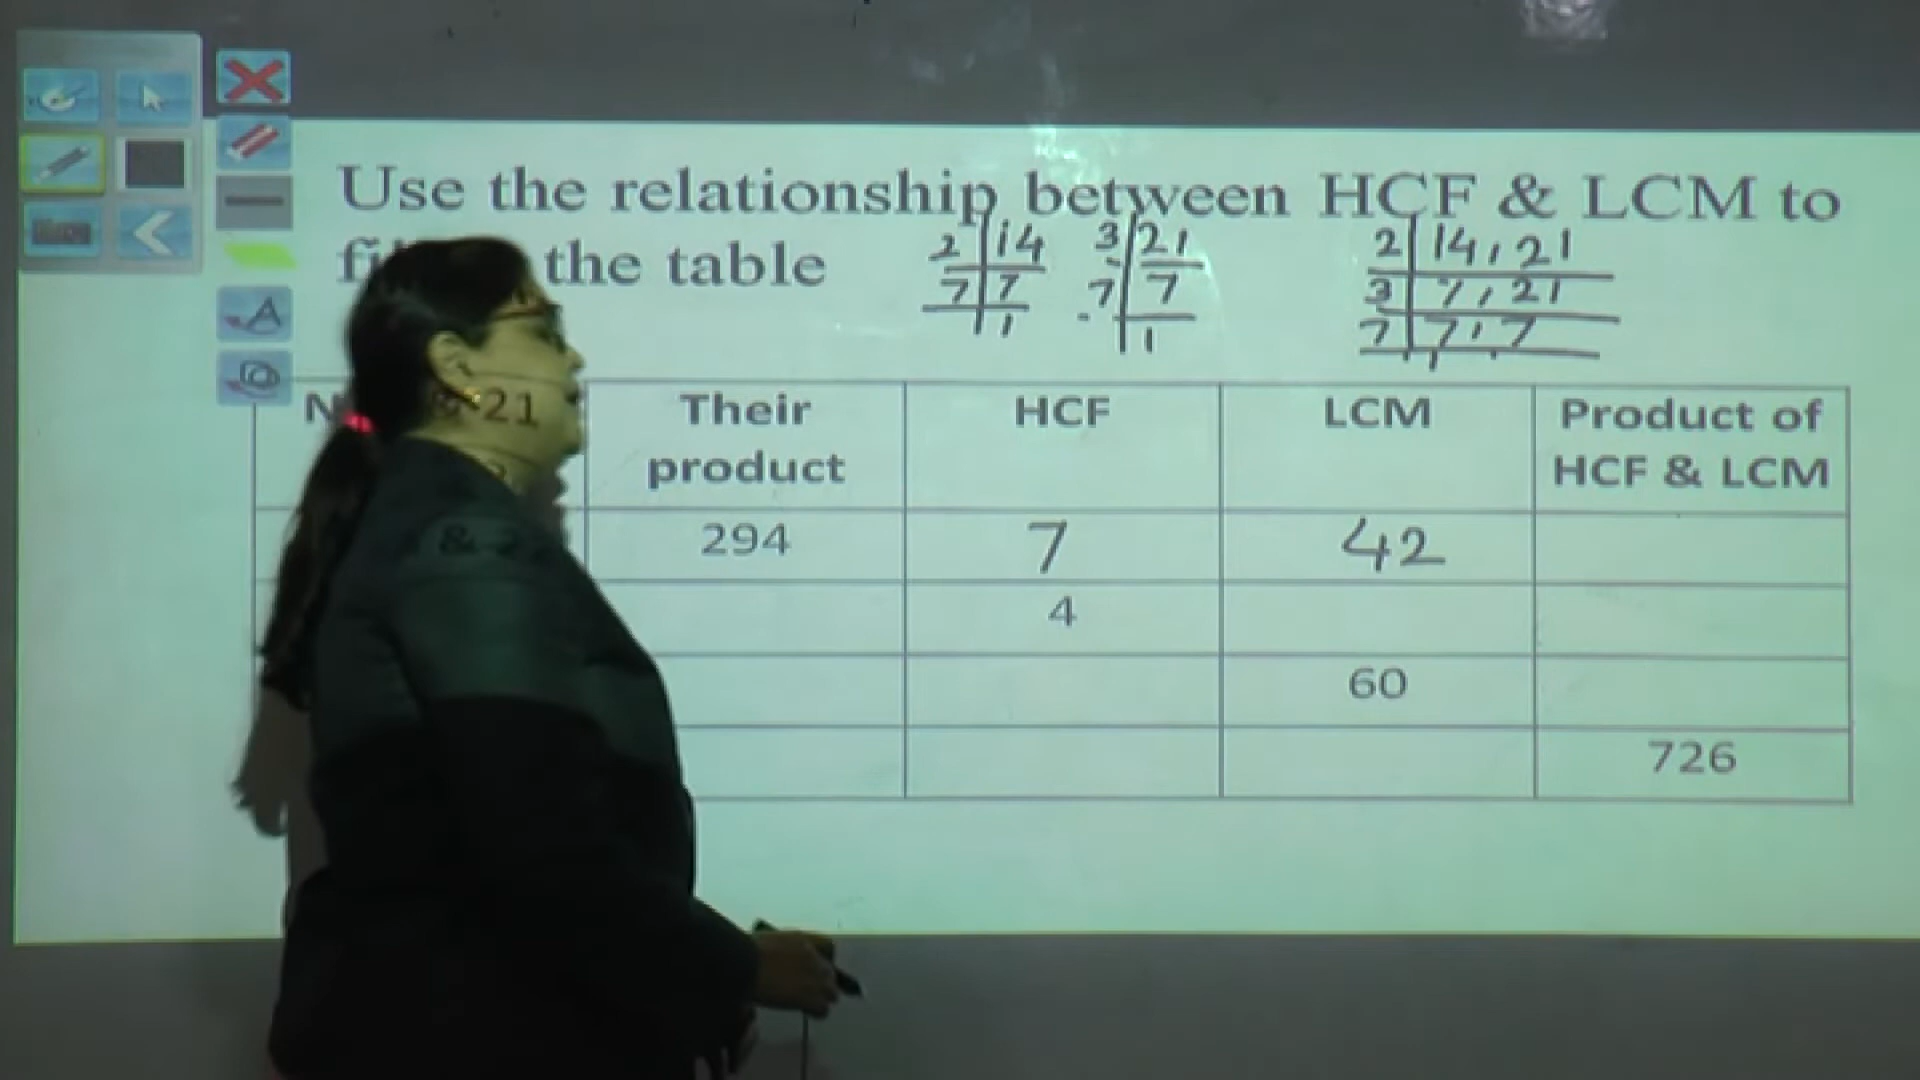 Use the relationship between HCF & LCM to
the table
2 14
7 7
1
3 21
7 7
1
2 14, 21
3 7, 21
7 7, 7
21
Their product
HCF
LCM
Product of HCF & LCM
294
7
42
4
60
726